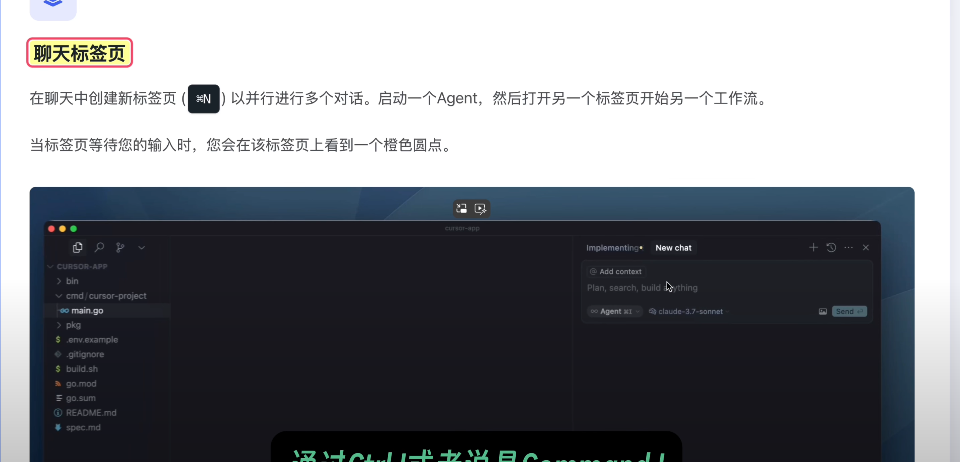 聊天标签页
在聊天中创建新标签页 (⌘N) 以并行进行多个对话。启动一个Agent，然后打开另一个标签页开始另一个工作流。
当标签页等待您的输入时，您会在该标签页上看到一个橙色圆点。
cursor-app
Implementing• New chat
CURSOR-APP
@ Add context
bin
Plan, search, build anything
cmd/cursor-project
main.go
∞ Agent ⌘I claude-3.7-sonnet Send ⏎
pkg
.env.example
.gitignore
build.sh
go.mod
go.sum
README.md
spec.md
通过Ctrl I或者说是Command I